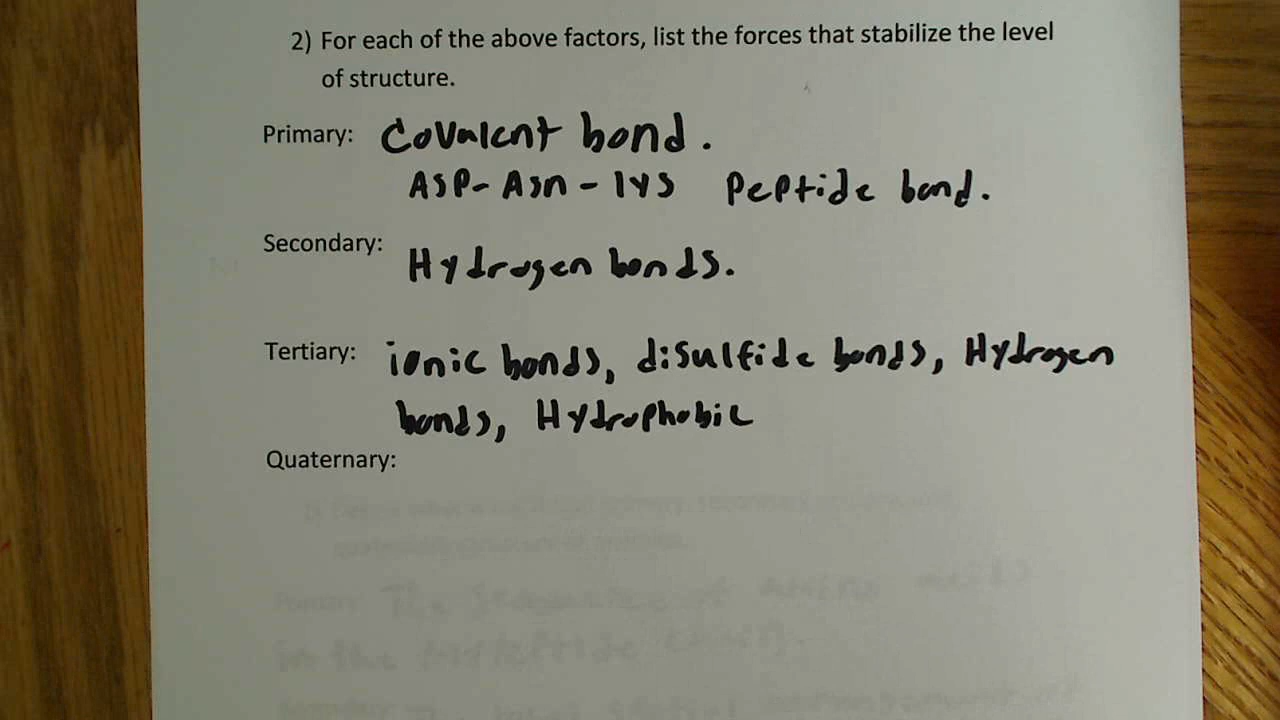 2) For each of the above factors, list the forces that stabilize the level
of structure.
Primary: Covalent bond.
Asp- Asn - lys Peptide bond.
Secondary:
Hydrogen bonds.
Tertiary: ionic bonds, disulfide bonds, Hydrogen
bonds, Hydrophobic
Quaternary: